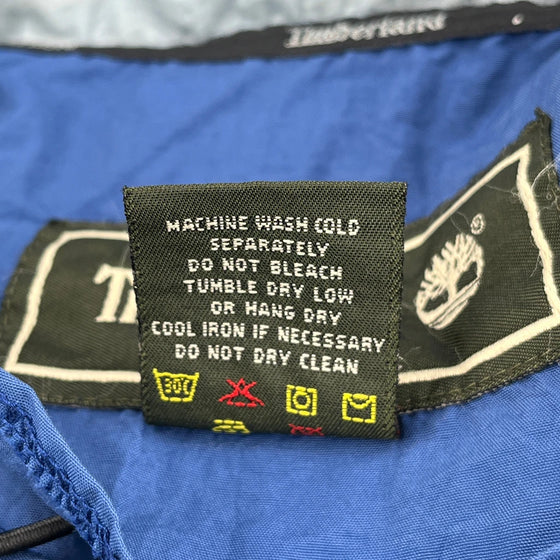 Timberland
®
MACHINE WASH COLD
SEPARATELY
DO NOT BLEACH
TUMBLE DRY LOW
OR HANG DRY
COOL IRON IF NECESSARY
DO NOT DRY CLEAN
30C